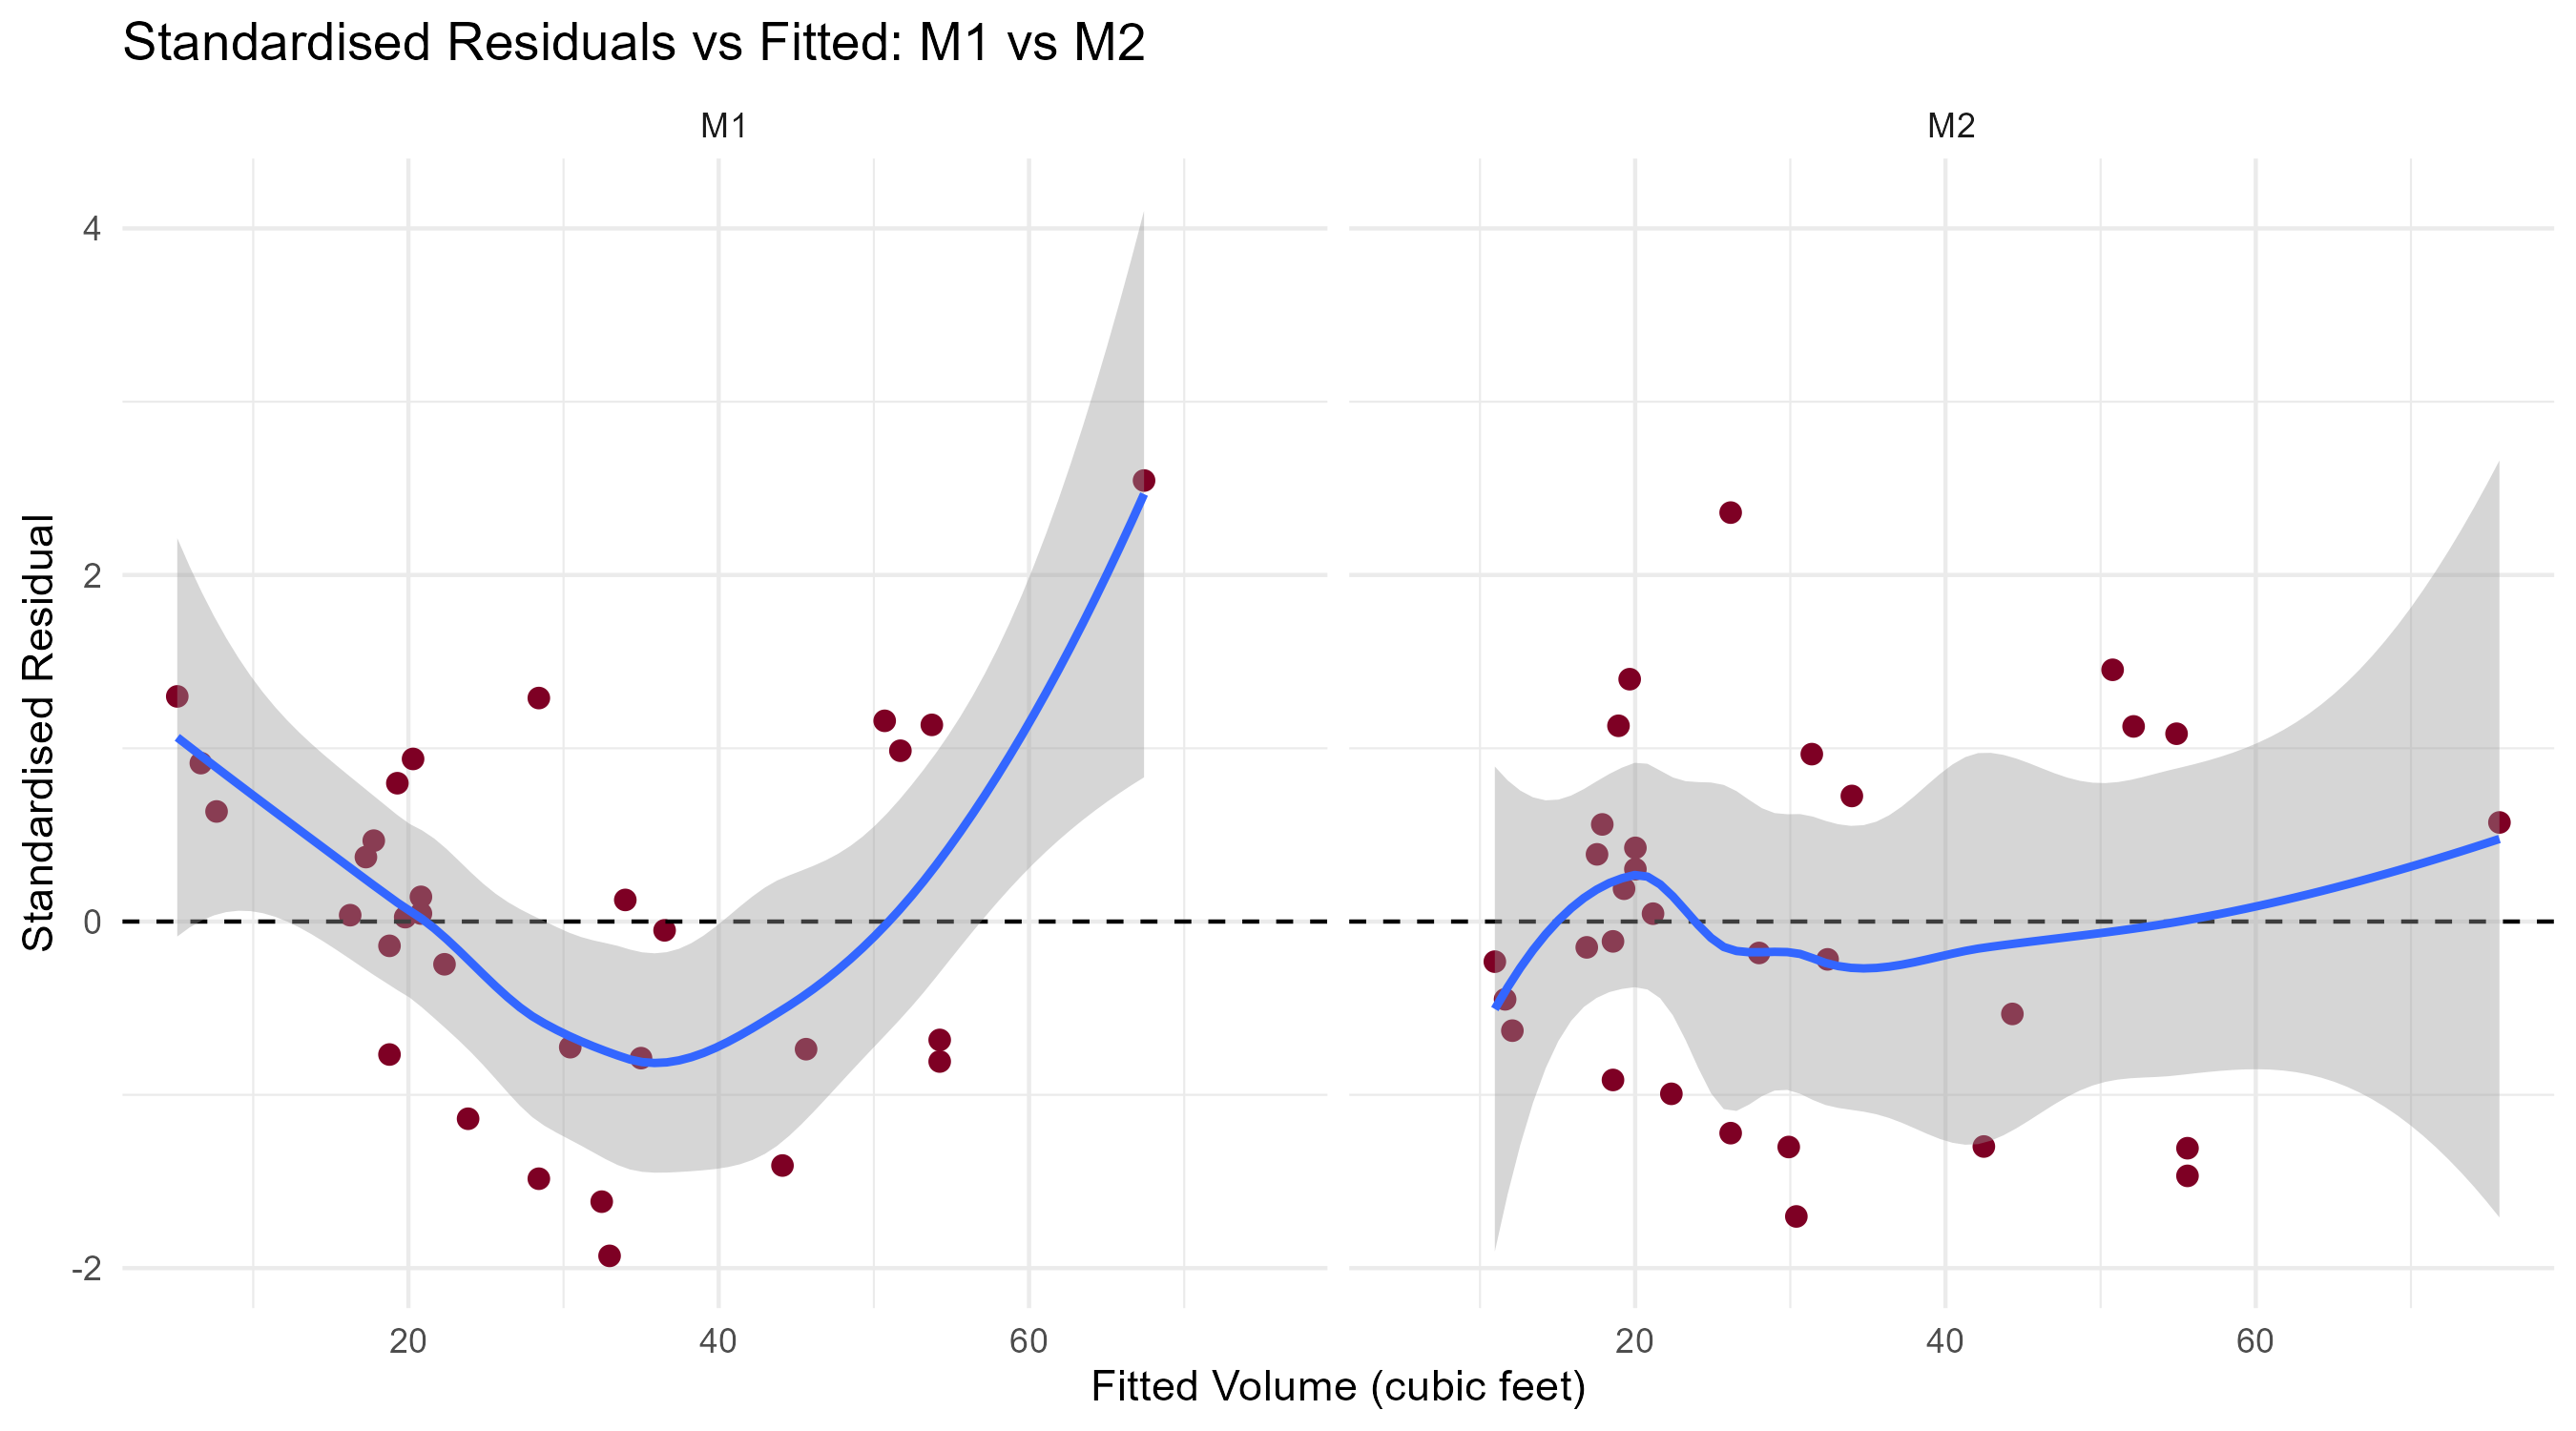 Standardised Residuals vs Fitted: M1 vs M2
M1
M2
Standardised Residual
4
2
0
-2
20 40 60
20 40 60
Fitted Volume (cubic feet)